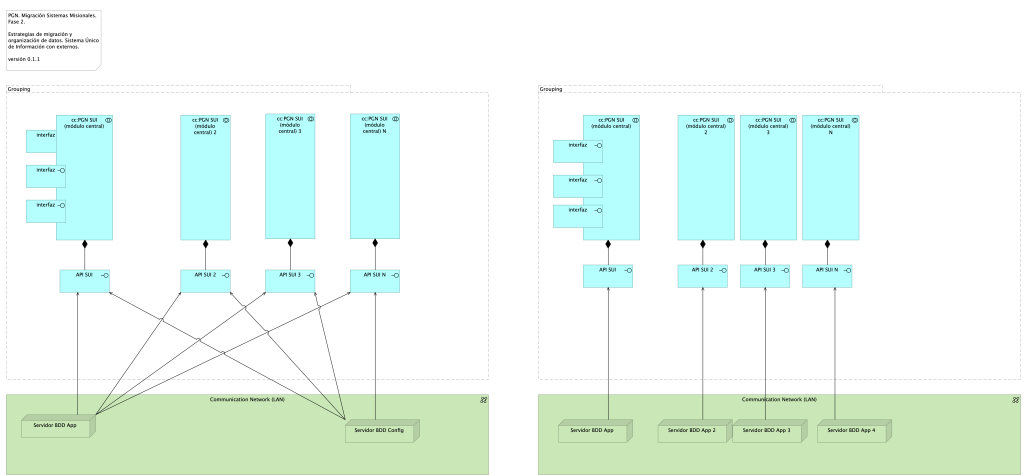 PGN. Migración Sistemas Misionales.
Fase 2.
Estrategias de migración y
organización de datos. Sistema Único
de Información con externos.
versión 0.1.1
Grouping
cc:PGN SUI
(módulo central)
cc:PGN SUI
(módulo
central) 2
cc:PGN SUI
(módulo
central) 3
cc:PGN SUI
(módulo
central) N
interfaz
interfaz
interfaz
API SUI
API SUI 2
API SUI 3
API SUI N
Communication Network (LAN)
Servidor BDD App
Servidor BDD Config
Grouping
cc:PGN SUI
(módulo central)
cc:PGN SUI
(módulo central)
2
cc:PGN SUI
(módulo central)
3
cc:PGN SUI
(módulo central)
N
interfaz
interfaz
interfaz
API SUI
API SUI 2
API SUI 3
API SUI N
Communication Network (LAN)
Servidor BDD App
Servidor BDD App 2
Servidor BDD App 3
Servidor BDD App 4